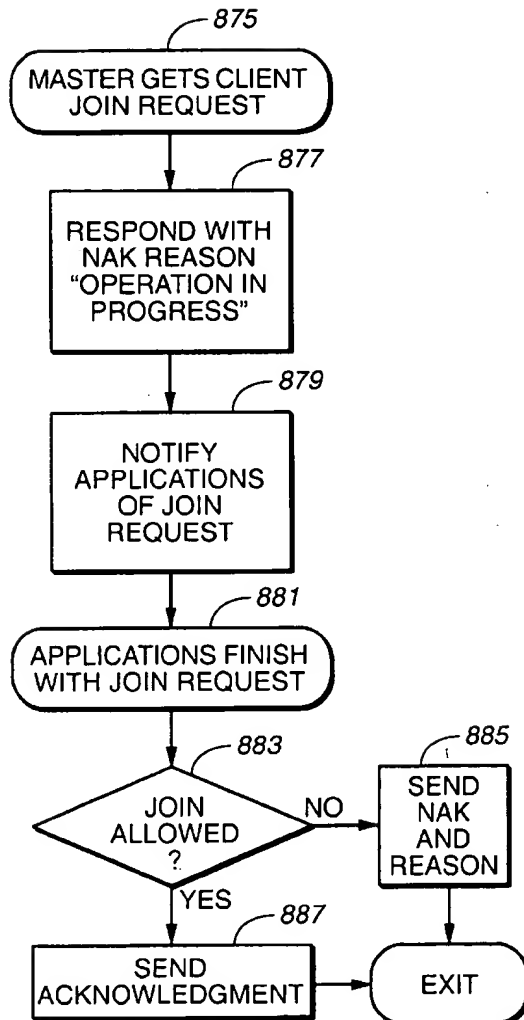 875
MASTER GETS CLIENT
JOIN REQUEST
877
RESPOND WITH
NAK REASON
“OPERATION IN
PROGRESS”
879
NOTIFY
APPLICATIONS
OF JOIN
REQUEST
881
APPLICATIONS FINISH
WITH JOIN REQUEST
883
JOIN
ALLOWED
?
NO
885
SEND
NAK
AND
REASON
YES
887
SEND
ACKNOWLEDGMENT
EXIT